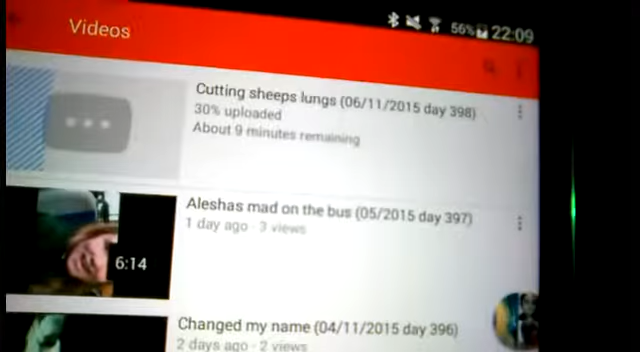 56% 22:09
Videos
Cutting sheeps lungs (06/11/2015 day 398)
30% uploaded
About 9 minutes remaining
Aleshas mad on the bus (05/2015 day 397)
1 day ago · 3 views
6:14
Changed my name (04/11/2015 day 396)
2 days ago · 2 views